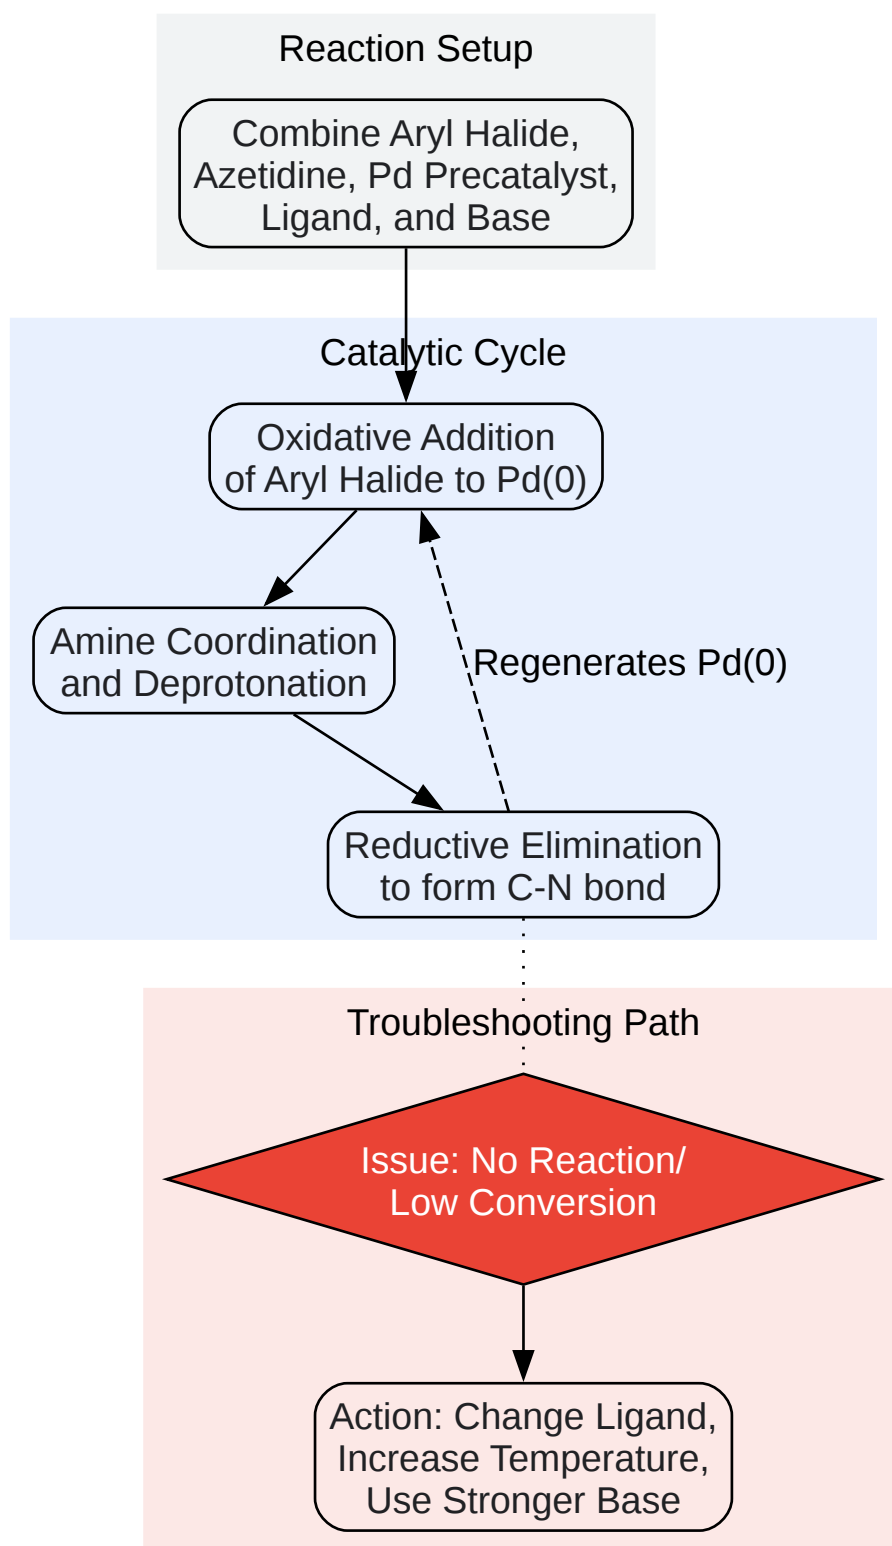 Reaction Setup
Combine Aryl Halide,
Azetidine, Pd Precatalyst,
Ligand, and Base
Catalytic Cycle
Oxidative Addition
of Aryl Halide to Pd(0)
Amine Coordination
and Deprotonation
Regenerates Pd(0)
Reductive Elimination
to form C-N bond
Troubleshooting Path
Issue: No Reaction/
Low Conversion
Action: Change Ligand,
Increase Temperature,
Use Stronger Base